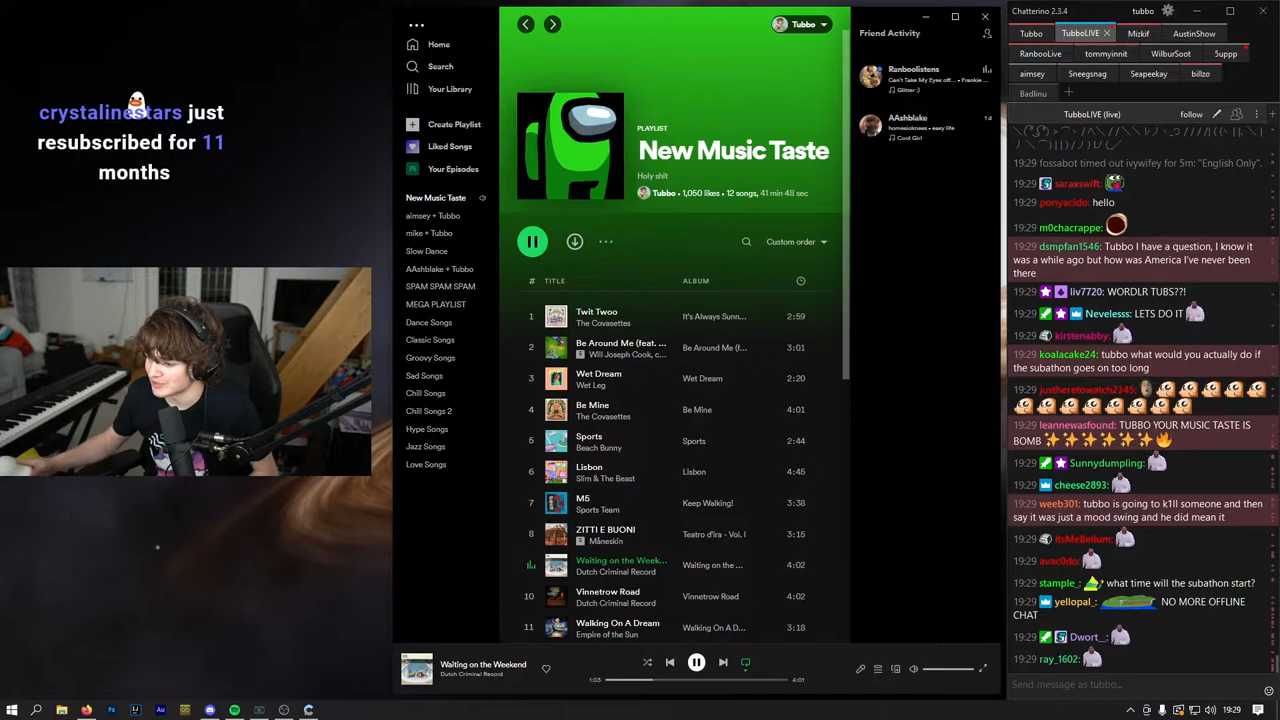 crystalinestars just
resubscribed for 11
months
Home
Search
Your Library
Create Playlist
Liked Songs
Your Episodes
New Music Taste
aimsey + Tubbo
mike + Tubbo
Slow Dance
AAshblake + Tubbo
SPAM SPAM SPAM
MEGA PLAYLIST
Dance Songs
Classic Songs
Groovy Songs
Sad Songs
Chill Songs
Chill Songs 2
Hype Songs
Jazz Songs
Love Songs
Tubbo
PLAYLIST
New Music Taste
Holy shit
Tubbo • 1,050 likes • 12 songs, 41 min 48 sec
Custom order
# TITLE ALBUM
1 Twit Twoo It's Always Sunn... 2:59
The Covasettes
2 Be Around Me (feat. ... Be Around Me (f... 3:01
E Will Joseph Cook, c...
3 Wet Dream Wet Dream 2:20
Wet Leg
4 Be Mine Be Mine 4:01
The Covasettes
5 Sports Sports 2:44
Beach Bunny
6 Lisbon Lisbon 4:45
Slim & The Beast
7 M5 Keep Walking! 3:38
Sports Team
8 ZITTI E BUONI Teatro d'ira - Vol. I 3:15
E Måneskin
Waiting on the Week... Waiting on the ... 4:02
Dutch Criminal Record
10 Vinnetrow Road Vinnetrow Road 4:02
Dutch Criminal Record
11 Walking On A Dream Walking On A D... 3:18
Empire of the Sun
Waiting on the Weekend
Dutch Criminal Record
1:03 4:01
Friend Activity
Ranboolistens
Can't Take My Eyes off... • Frankie ...
Glitter :)
AAshblake 1d
homesickness • easy life
Cool Girl
Chatterino 2.3.4 tubbo
Tubbo TubboLIVE Mizkif AustinShow
RanbooLive tommyinnit WilburSoot 5uppp
aimsey Sneegsnag Seapeekay billzo
Badlinu
TubboLIVE (live) follow
fossabot timed out ivywifey for 5m: "English Only".
19:29 saraxswift:
19:29 ponyacido: hello
19:29 m0chacrappe:
19:29 dsmpfan1546: Tubbo I have a question, I know it
was a while ago but how was America I've never been
there
19:29 liv7720: WORDLR TUBS??!
19:29 Nevelesss: LETS DO IT
19:29 kirstenabby:
19:29 koalacake24: tubbo what would you actually do if
the subathon goes on too long
19:29 justheretowatch2345:
19:29 leannewasfound: TUBBO YOUR MUSIC TASTE IS
BOMB ✨✨✨✨✨✨🔥
19:29 Sunnydumpling:
19:29 cheese2893:
19:29 weeb301: tubbo is going to k1ll someone and then
say it was just a mood swing and he did mean it
19:29 itsMeBellum:
19:29 avac0do:
19:29 stample_: what time will the subathon start?
19:29 yellopal_: NO MORE OFFLINE
CHAT
19:29 Dwort_:
19:29 ray_1602:
Send message as tubbo...
19:29